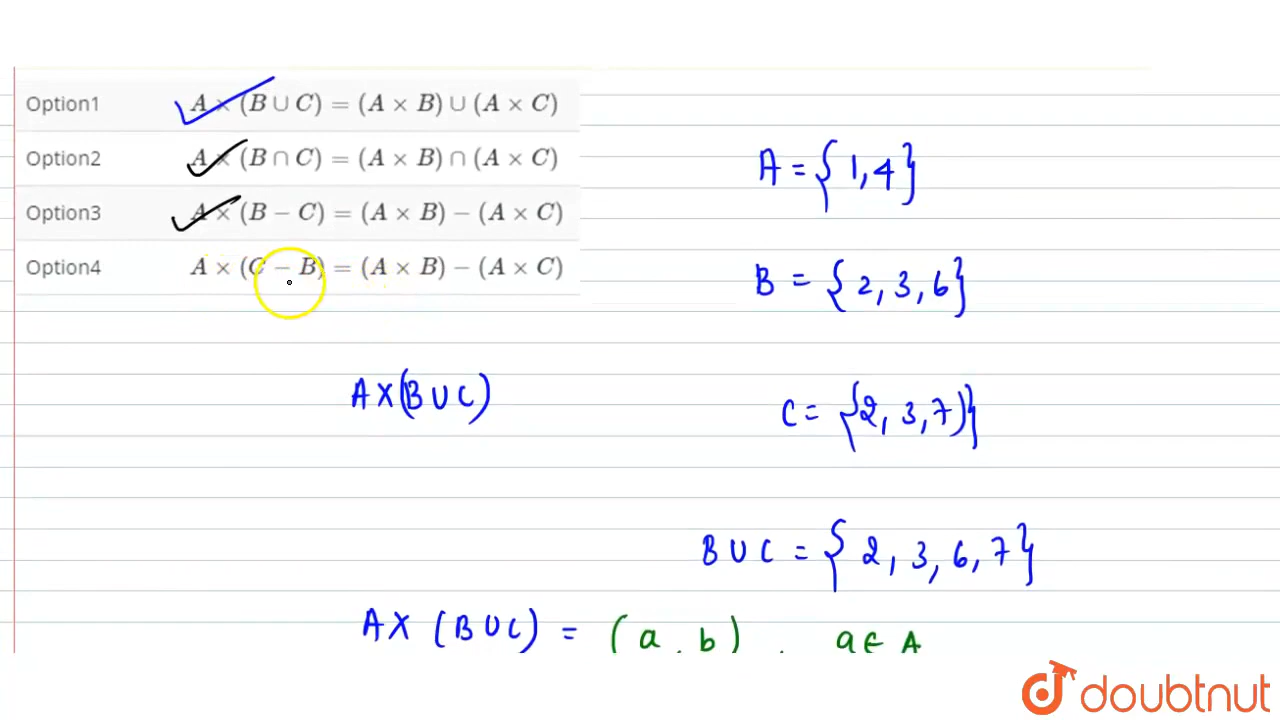 Option1 A × (B ∪ C) = (A × B) ∪ (A × C)
Option2 A × (B ∩ C) = (A × B) ∩ (A × C)
Option3 A × (B − C) = (A × B) − (A × C)
Option4 A × (C − B) = (A × B) − (A × C)
A = {1, 4}
B = {2, 3, 6}
A X (B U C)
C = {2, 3, 7)}
B U C = {2, 3, 6, 7}
A X (B U C) = (a, b), a ∈ A
doubtnut